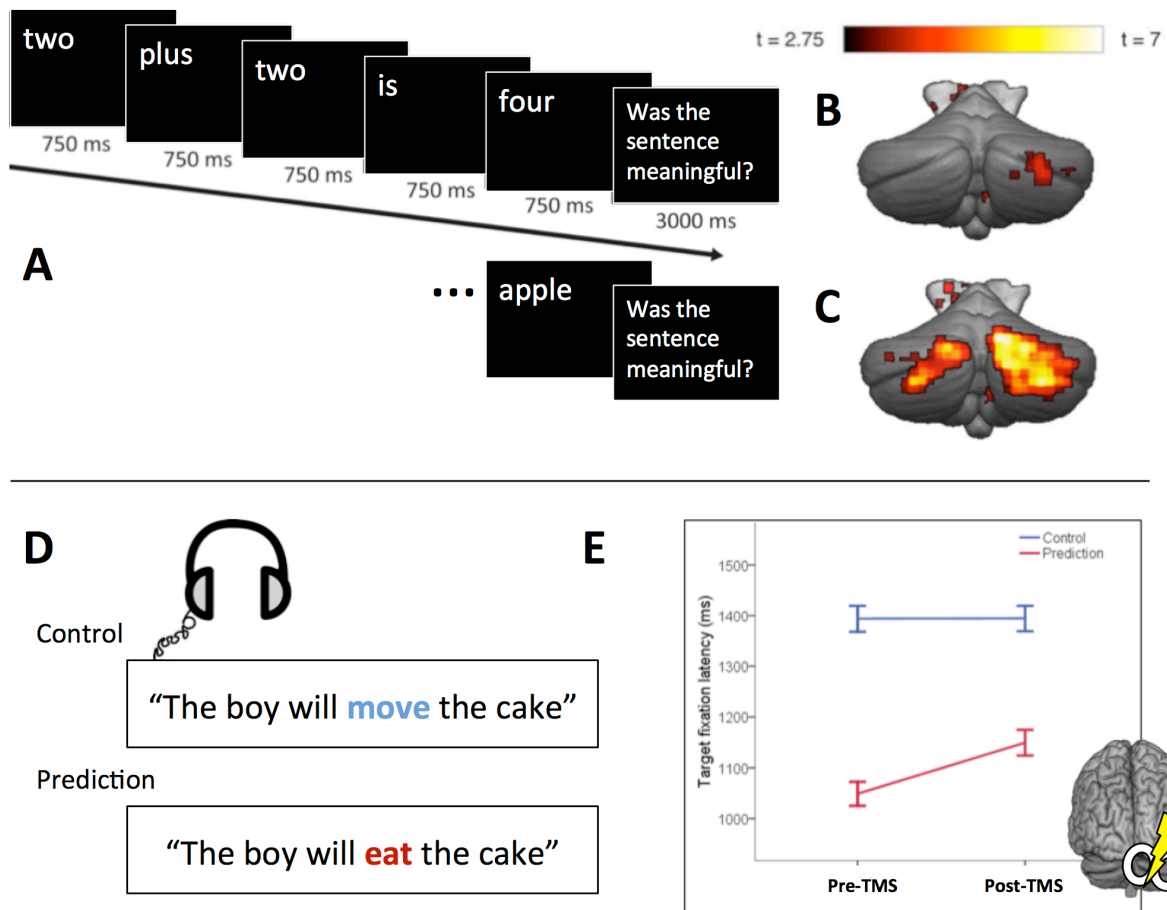 two
plus
two
is
four
Was the
sentence
meaningful?
750 ms
750 ms
750 ms
750 ms
750 ms
3000 ms
A
...
apple
Was the
sentence
meaningful?
t = 2.75
t = 7
B
C
D
Control
“The boy will move the cake”
Prediction
“The boy will eat the cake”
E
Control
Prediction
Target fixation latency (ms)
1500
1400
1300
1200
1100
1000
Pre-TMS
Post-TMS